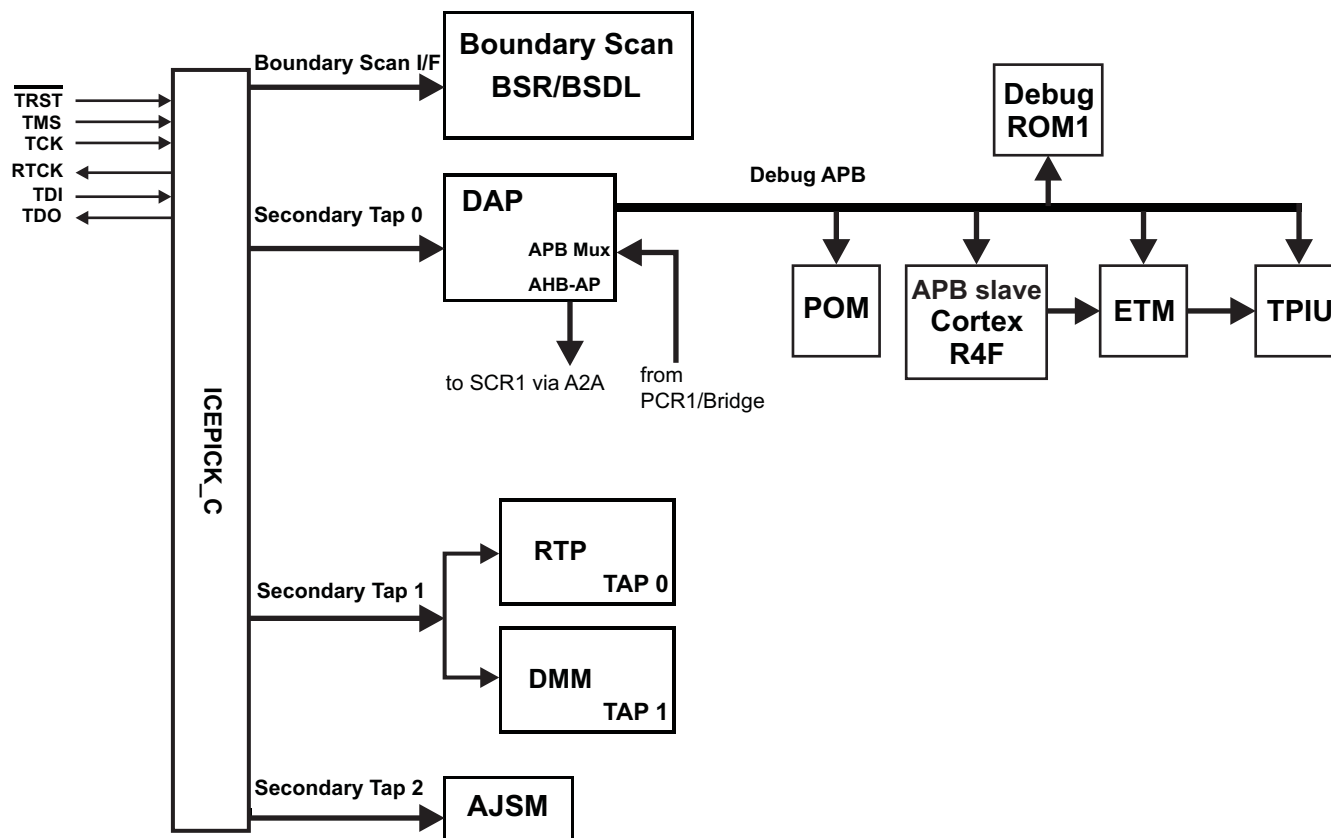 Boundary Scan I/F
Boundary Scan
BSR/BSDL
TRST
TMS
TCK
RTCK
TDI
TDO
ICEPICK_C
Secondary Tap 0
DAP
APB Mux
AHB-AP
to SCR1 via A2A
from
PCR1/Bridge
Debug APB
Debug
ROM1
POM
APB slave
Cortex
R4F
ETM
TPIU
Secondary Tap 1
RTP
TAP 0
DMM
TAP 1
Secondary Tap 2
AJSM